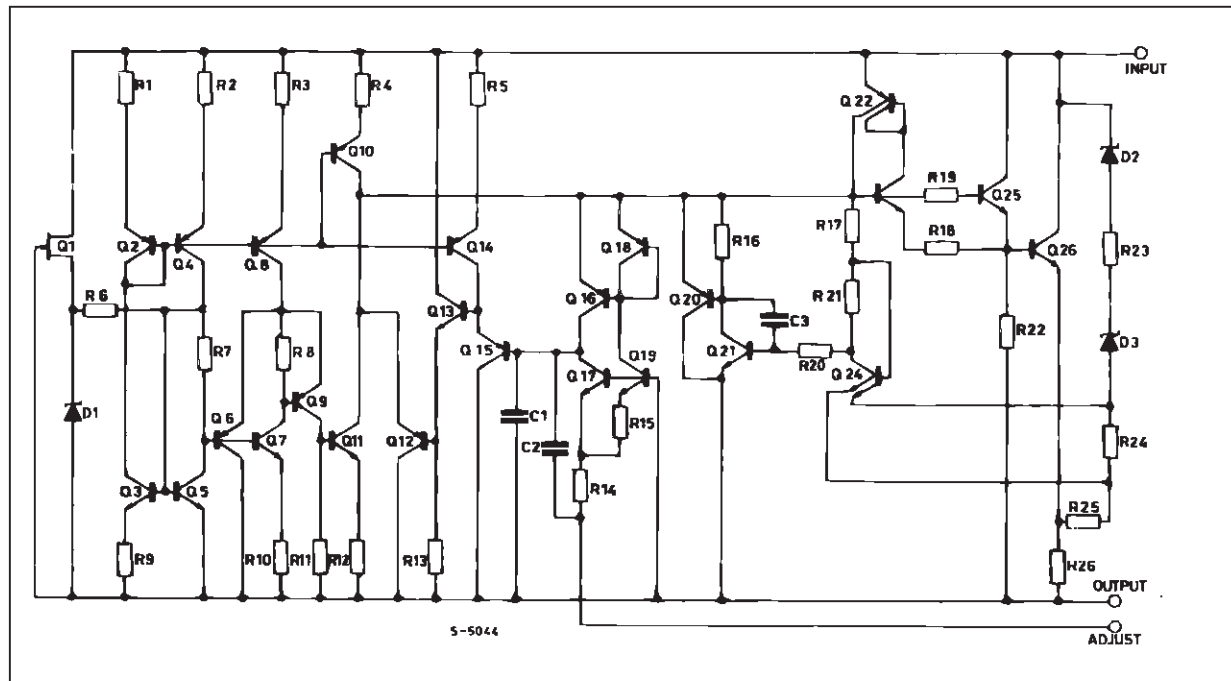 R1
R2
R3
R4
R5
INPUT
Q22
Q10
D2
R19
Q25
R17
R18
Q1
Q2
Q4
Q8
Q14
Q18
R16
Q26
R23
R6
Q13
Q16
Q20
C3
R21
R22
D3
R7
R8
Q15
Q19
Q21
R20
Q24
Q9
Q17
D1
Q6
Q7
Q11
Q12
C1
C2
R15
R24
Q3
Q5
R14
R25
R9
R10
R11
R12
R13
R26
OUTPUT
S-5044
ADJUST